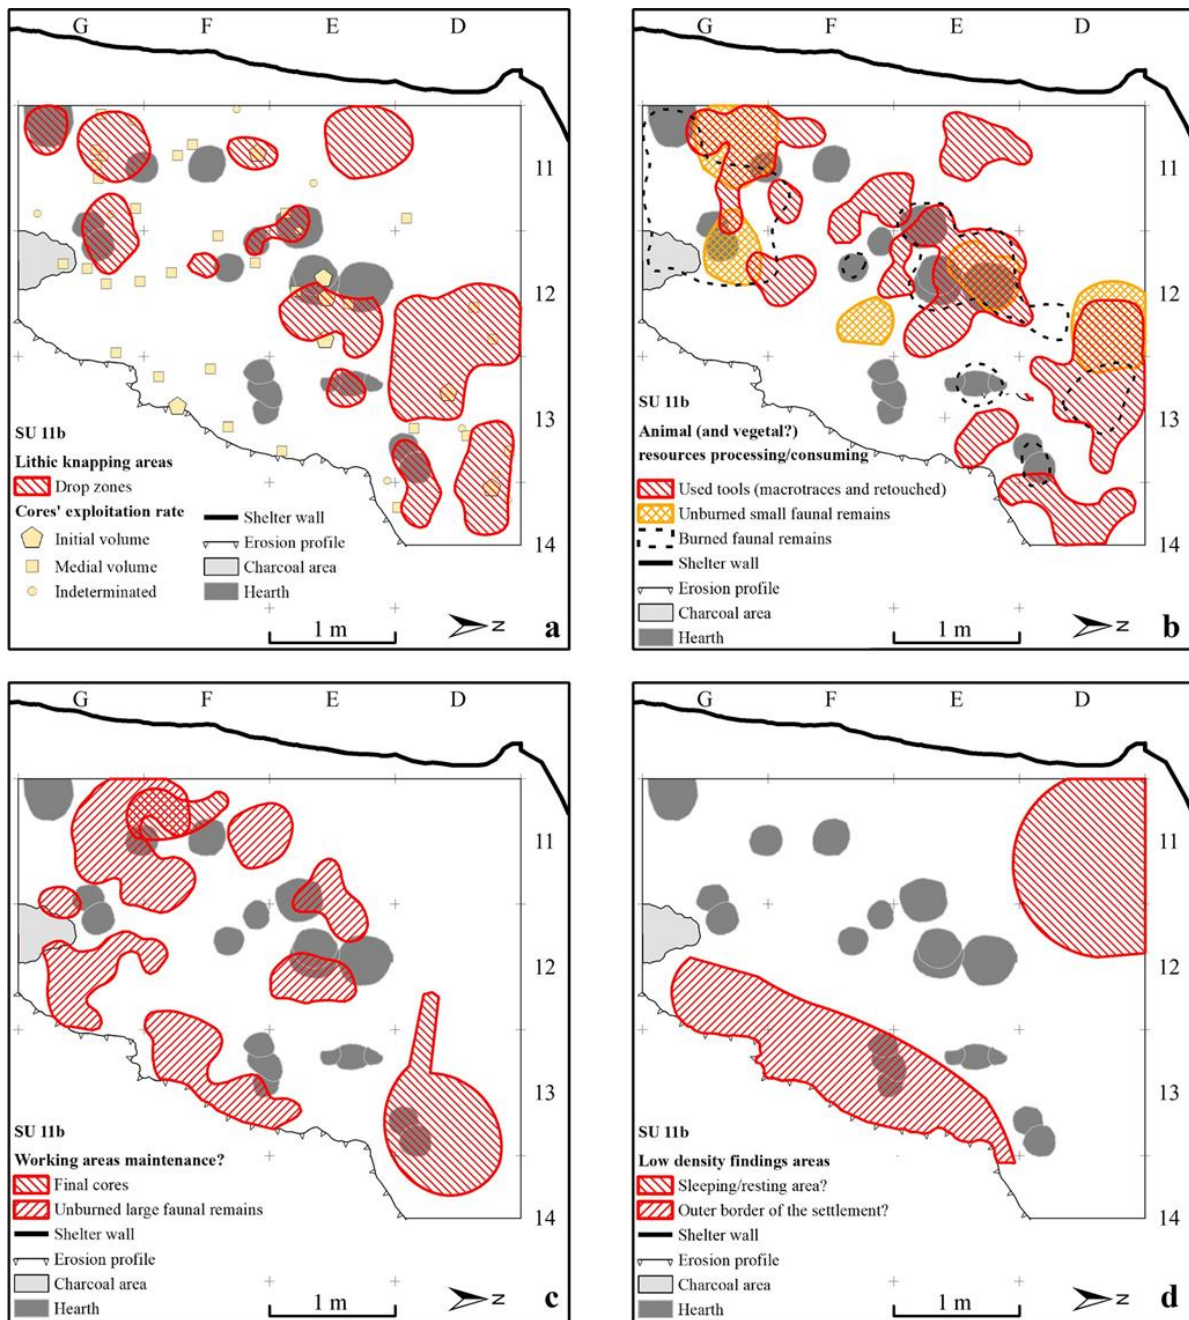 G F E D
11
12
13
14
SU 11b
Lithic knapping areas
Drop zones
Cores' exploitation rate
Initial volume
Medial volume
Indeterminated
Shelter wall
Erosion profile
Charcoal area
Hearth
1 m
N
a
G F E D
11
12
13
14
SU 11b
Animal (and vegetal?)
resources processing/consuming
Used tools (macrotraces and retouched)
Unburned small faunal remains
Burned faunal remains
Shelter wall
Erosion profile
Charcoal area
Hearth
1 m
N
b
G F E D
11
12
13
14
SU 11b
Working areas maintenance?
Final cores
Unburned large faunal remains
Shelter wall
Erosion profile
Charcoal area
Hearth
1 m
N
c
G F E D
11
12
13
14
SU 11b
Low density findings areas
Sleeping/resting area?
Outer border of the settlement?
Shelter wall
Erosion profile
Charcoal area
Hearth
1 m
N
d